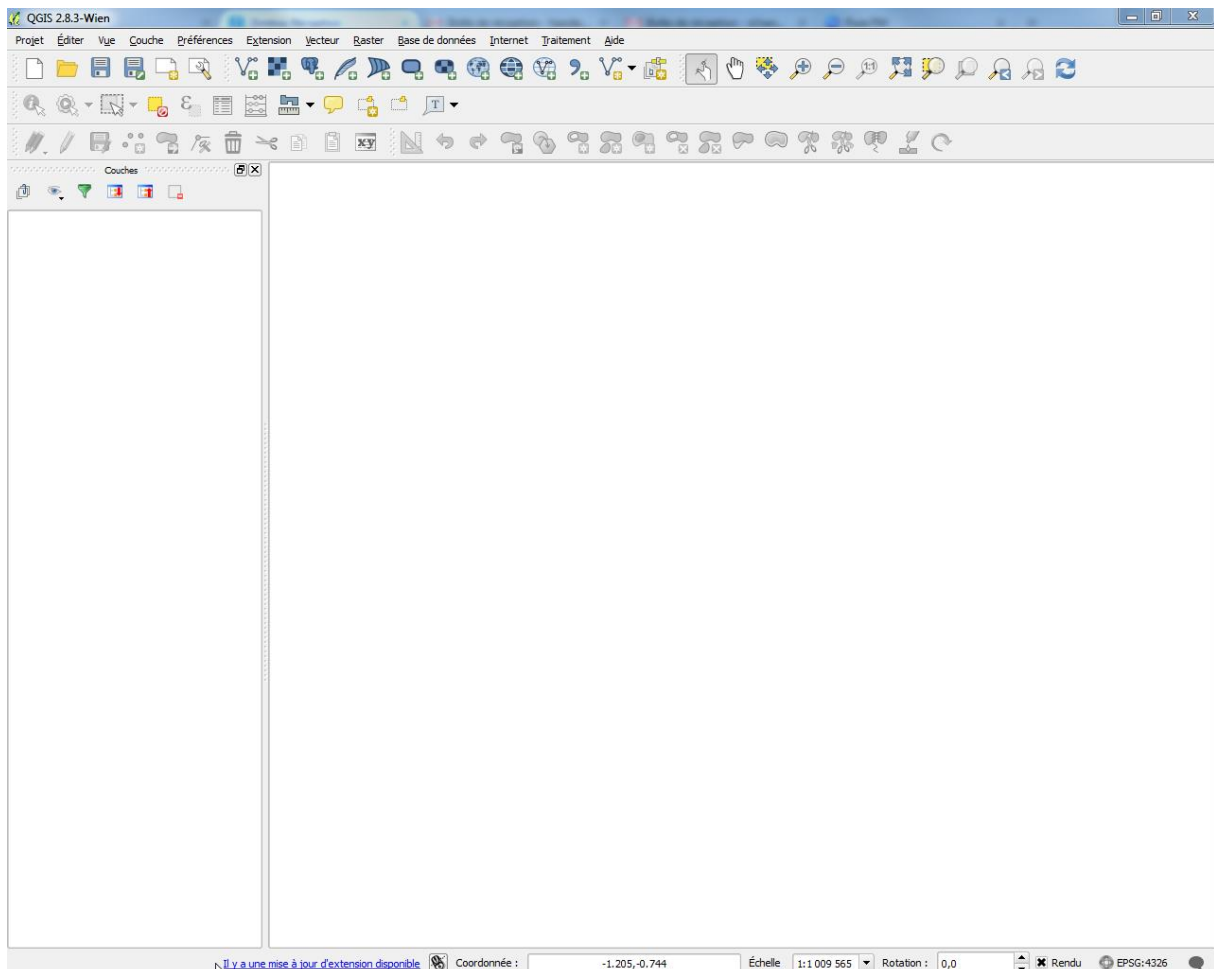 QGIS 2.8.3-Wien
Projet Éditer Vue Couche Préférences Extension Vecteur Raster Base de données Internet Traitement Aide
Couches
Il y a une mise à jour d'extension disponible Coordonnée : -1.205,-0.744 Échelle 1:1 009 565 Rotation : 0,0 Rendu EPSG:4326